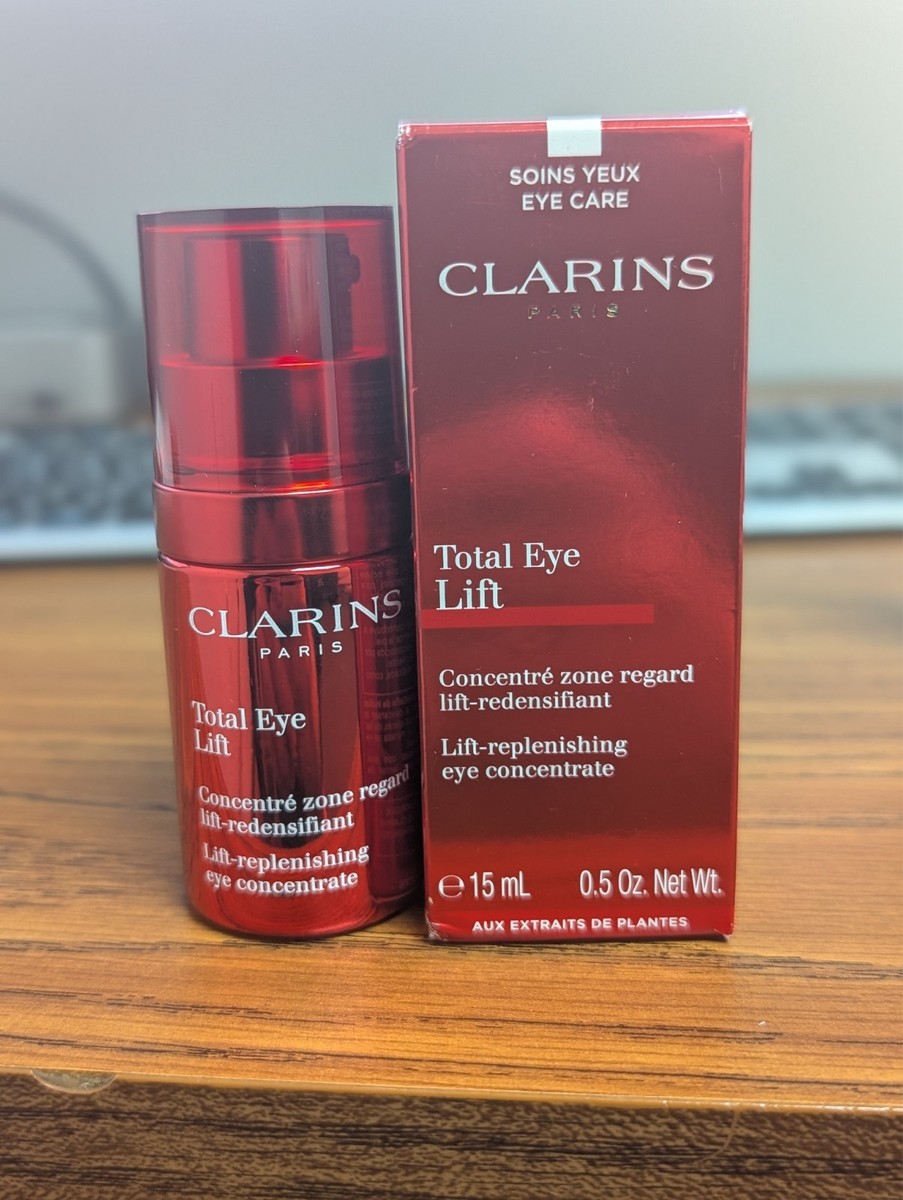 CLARINS
PARIS
Total Eye
Lift
Concentré zone regard
lift-redensifiant
Lift-replenishing
eye concentrate
SOINS YEUX
EYE CARE
CLARINS
PARIS
Total Eye
Lift
Concentré zone regard
lift-redensifiant
Lift-replenishing
eye concentrate
℮ 15 mL 0.5 Oz. Net Wt.
AUX EXTRAITS DE PLANTES